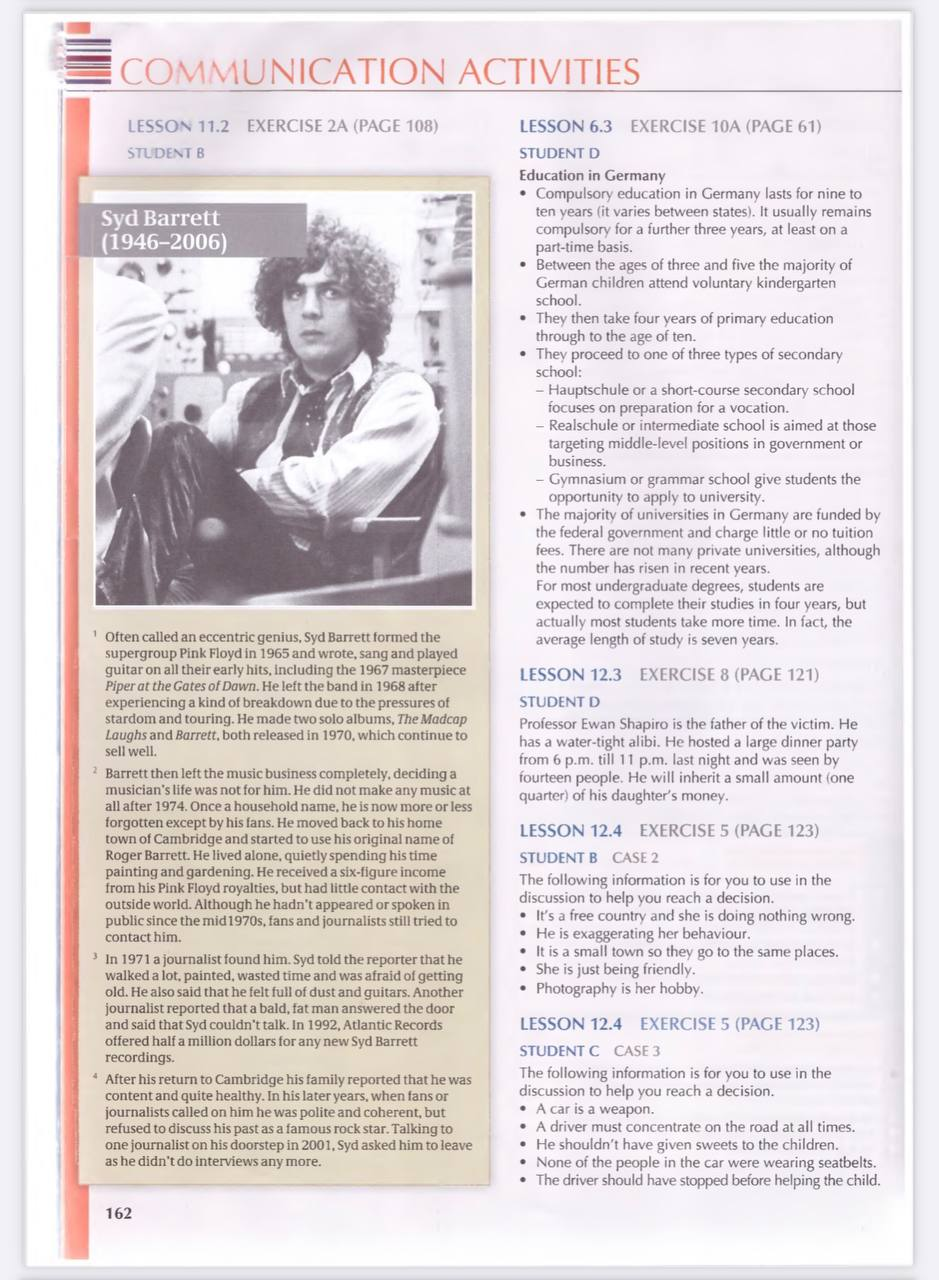 COMMUNICATION ACTIVITIES
LESSON 11.2 EXERCISE 2A (PAGE 108)
STUDENT B
Syd Barrett
(1946–2006)
1 Often called an eccentric genius, Syd Barrett formed the
supergroup Pink Floyd in 1965 and wrote, sang and played
guitar on all their early hits, including the 1967 masterpiece
Piper at the Gates of Dawn. He left the band in 1968 after
experiencing a kind of breakdown due to the pressures of
stardom and touring. He made two solo albums, The Madcap
Laughs and Barrett, both released in 1970, which continue to
sell well.
2 Barrett then left the music business completely, deciding a
musician's life was not for him. He did not make any music at
all after 1974. Once a household name, he is now more or less
forgotten except by his fans. He moved back to his home
town of Cambridge and started to use his original name of
Roger Barrett. He lived alone, quietly spending his time
painting and gardening. He received a six-figure income
from his Pink Floyd royalties, but had little contact with the
outside world. Although he hadn't appeared or spoken in
public since the mid 1970s, fans and journalists still tried to
contact him.
3 In 1971 a journalist found him. Syd told the reporter that he
walked a lot, painted, wasted time and was afraid of getting
old. He also said that he felt full of dust and guitars. Another
journalist reported that a bald, fat man answered the door
and said that Syd couldn't talk. In 1992, Atlantic Records
offered half a million dollars for any new Syd Barrett
recordings.
4 After his return to Cambridge his family reported that he was
content and quite healthy. In his later years, when fans or
journalists called on him he was polite and coherent, but
refused to discuss his past as a famous rock star. Talking to
one journalist on his doorstep in 2001, Syd asked him to leave
as he didn't do interviews any more.
162
LESSON 6.3 EXERCISE 10A (PAGE 61)
STUDENT D
Education in Germany
• Compulsory education in Germany lasts for nine to
ten years (it varies between states). It usually remains
compulsory for a further three years, at least on a
part-time basis.
• Between the ages of three and five the majority of
German children attend voluntary kindergarten
school.
• They then take four years of primary education
through to the age of ten.
• They proceed to one of three types of secondary
school:
– Hauptschule or a short-course secondary school
focuses on preparation for a vocation.
– Realschule or intermediate school is aimed at those
targeting middle-level positions in government or
business.
– Gymnasium or grammar school give students the
opportunity to apply to university.
• The majority of universities in Germany are funded by
the federal government and charge little or no tuition
fees. There are not many private universities, although
the number has risen in recent years.
For most undergraduate degrees, students are
expected to complete their studies in four years, but
actually most students take more time. In fact, the
average length of study is seven years.
LESSON 12.3 EXERCISE 8 (PAGE 121)
STUDENT D
Professor Ewan Shapiro is the father of the victim. He
has a water-tight alibi. He hosted a large dinner party
from 6 p.m. till 11 p.m. last night and was seen by
fourteen people. He will inherit a small amount (one
quarter) of his daughter's money.
LESSON 12.4 EXERCISE 5 (PAGE 123)
STUDENT B CASE 2
The following information is for you to use in the
discussion to help you reach a decision.
• It's a free country and she is doing nothing wrong.
• He is exaggerating her behaviour.
• It is a small town so they go to the same places.
• She is just being friendly.
• Photography is her hobby.
LESSON 12.4 EXERCISE 5 (PAGE 123)
STUDENT C CASE 3
The following information is for you to use in the
discussion to help you reach a decision.
• A car is a weapon.
• A driver must concentrate on the road at all times.
• He shouldn't have given sweets to the children.
• None of the people in the car were wearing seatbelts.
• The driver should have stopped before helping the child.